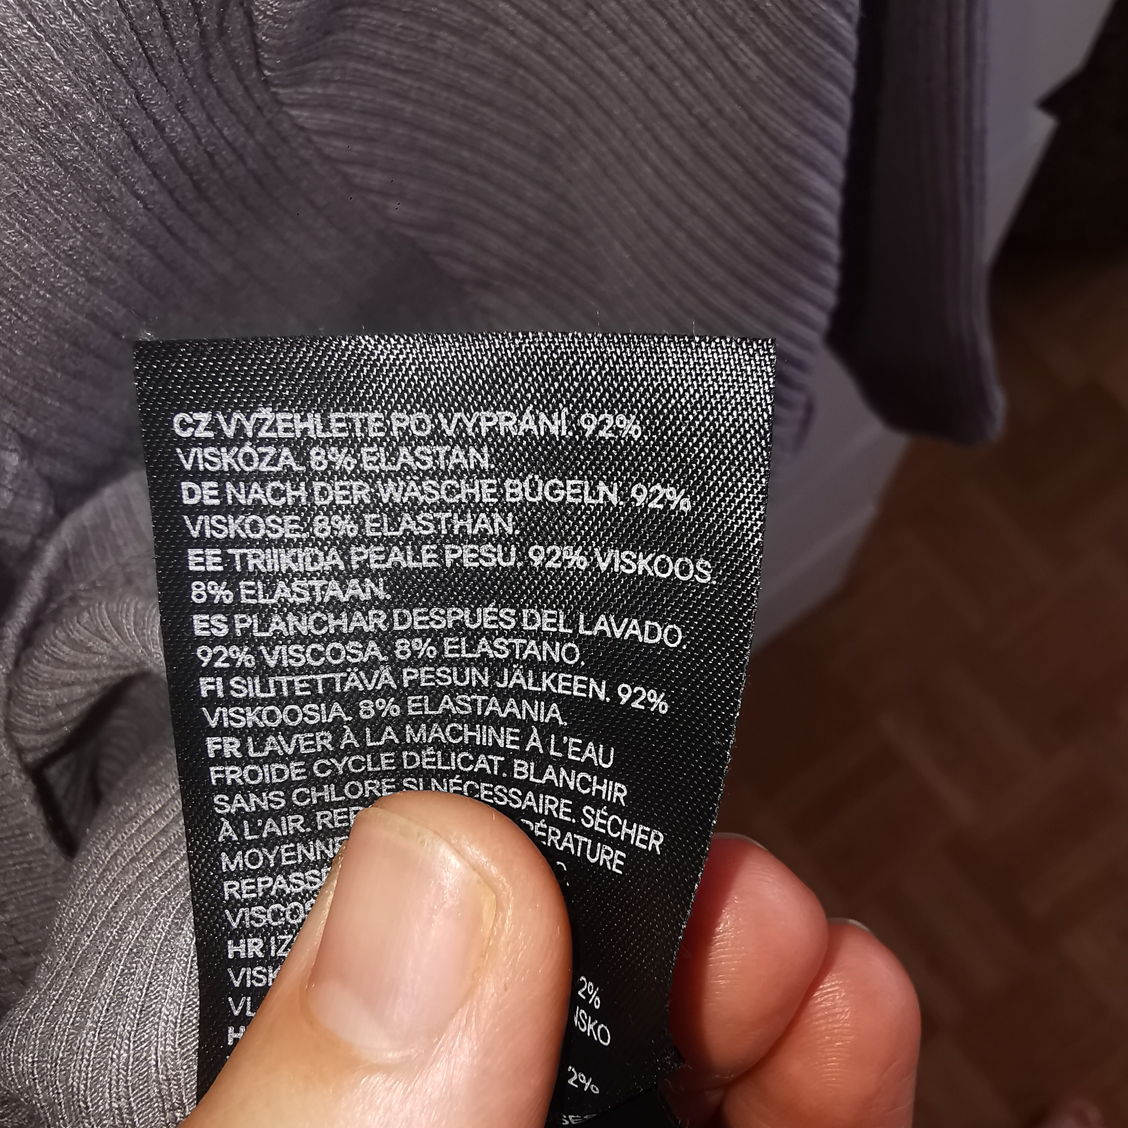 CZ VYŽEHLETE PO VYPRÁNÍ. 92%
VISKÓZA. 8% ELASTAN.
DE NACH DER WÄSCHE BÜGELN. 92%
VISKOSE. 8% ELASTHAN.
EE TRIIKIDA PEALE PESU. 92% VISKOOS.
8% ELASTAAN.
ES PLANCHAR DESPUÉS DEL LAVADO.
92% VISCOSA. 8% ELASTANO.
FI SILITETTÄVÄ PESUN JÄLKEEN. 92%
VISKOOSIA. 8% ELASTAANIA.
FR LAVER À LA MACHINE À L'EAU
FROIDE CYCLE DÉLICAT. BLANCHIR
SANS CHLORE SI NÉCESSAIRE. SÉCHER
À L'AIR.
MOYENNE
HR
2%